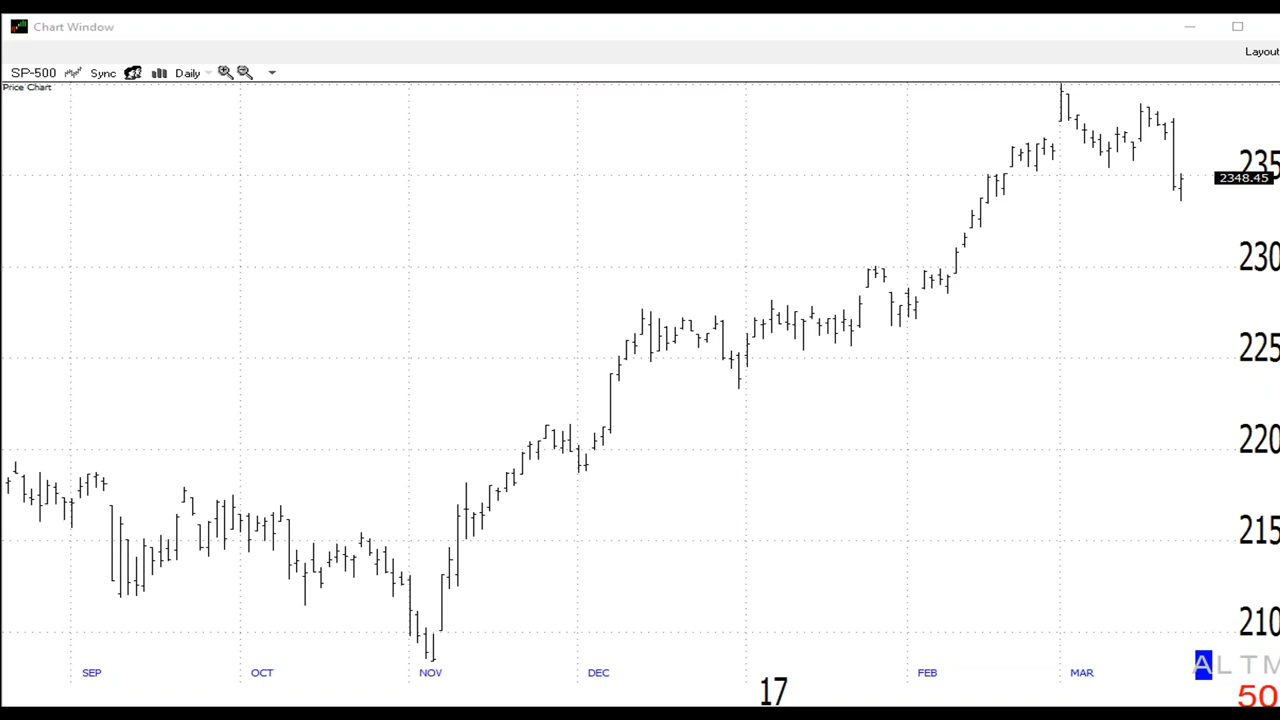 Chart Window
Layout
SP-500 Sync Daily
Price Chart
235
2348.45
230
225
220
215
210
ALTM
SEP OCT NOV DEC FEB MAR
17
50